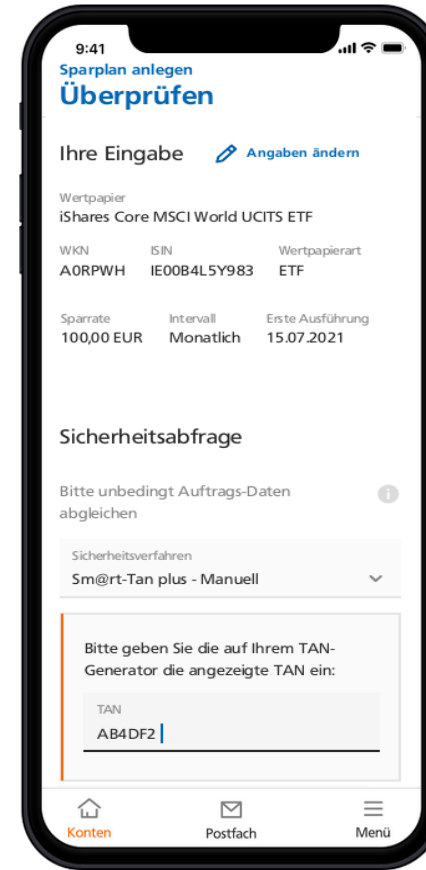 9:41
Sparplan anlegen
Überprüfen
Ihre Eingabe
Angaben ändern
Wertpapier
iShares Core MSCI World UCITS ETF
WKN ISIN Wertpapierart
A0RPWH IE00B4L5Y983 ETF
Sparrate Intervall Erste Ausführung
100,00 EUR Monatlich 15.07.2021
Sicherheitsabfrage
Bitte unbedingt Auftrags-Daten
abgleichen
Sicherheitsverfahren
Sm@rt-Tan plus - Manuell
Bitte geben Sie die auf Ihrem TAN-
Generator die angezeigte TAN ein:
TAN
AB4DF2
Konten Postfach Menü